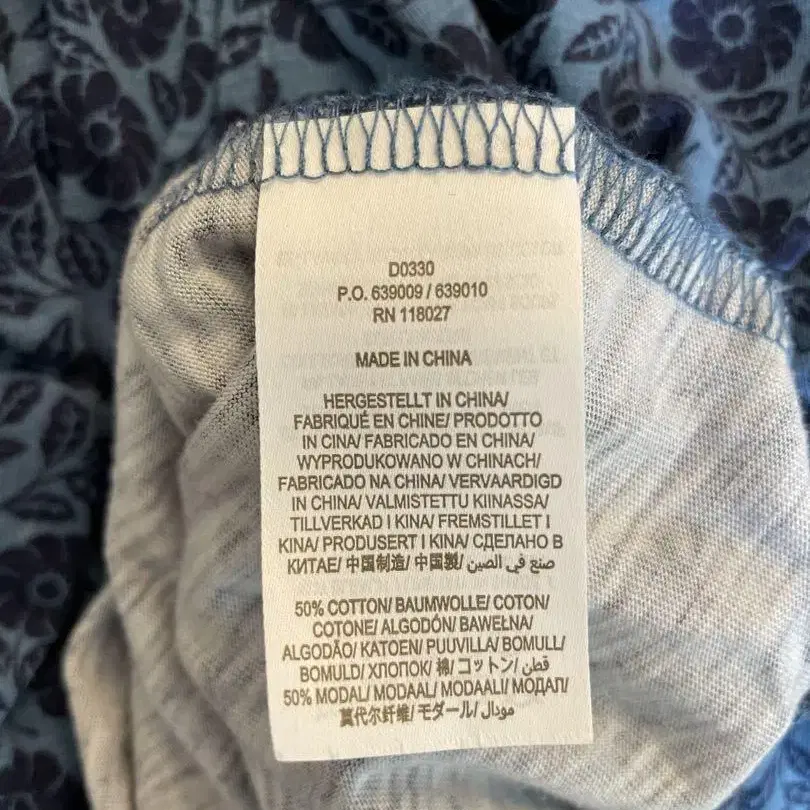 D0330
P.O. 639009 / 639010
RN 118027
MADE IN CHINA
HERGESTELLT IN CHINA/
FABRIQUÉ EN CHINE/ PRODOTTO
IN CINA/ FABRICADO EN CHINA/
WYPRODUKOWANO W CHINACH/
FABRICADO NA CHINA/ VERVAARDIGD
IN CHINA/ VALMISTETTU KIINASSA/
TILLVERKAD I KINA/ FREMSTILLET I
KINA/ PRODUSERT I KINA/ СДЕЛАНО В
КИТАЕ/ 中国制造/ 中国製/ صنع في الصين/
50% COTTON/ BAUMWOLLE/ COTON/
COTONE/ ALGODÓN/ BAWEŁNA/
ALGODÃO/ KATOEN/ PUUVILLA/ BOMULL/
BOMULD/ ХЛОПОК/ 棉/ コットン/ قطن/
50% MODAL/ MODAAL/ MODAALI/ МОДАЛ/
莫代尔纤维/ モダール/ مودال/